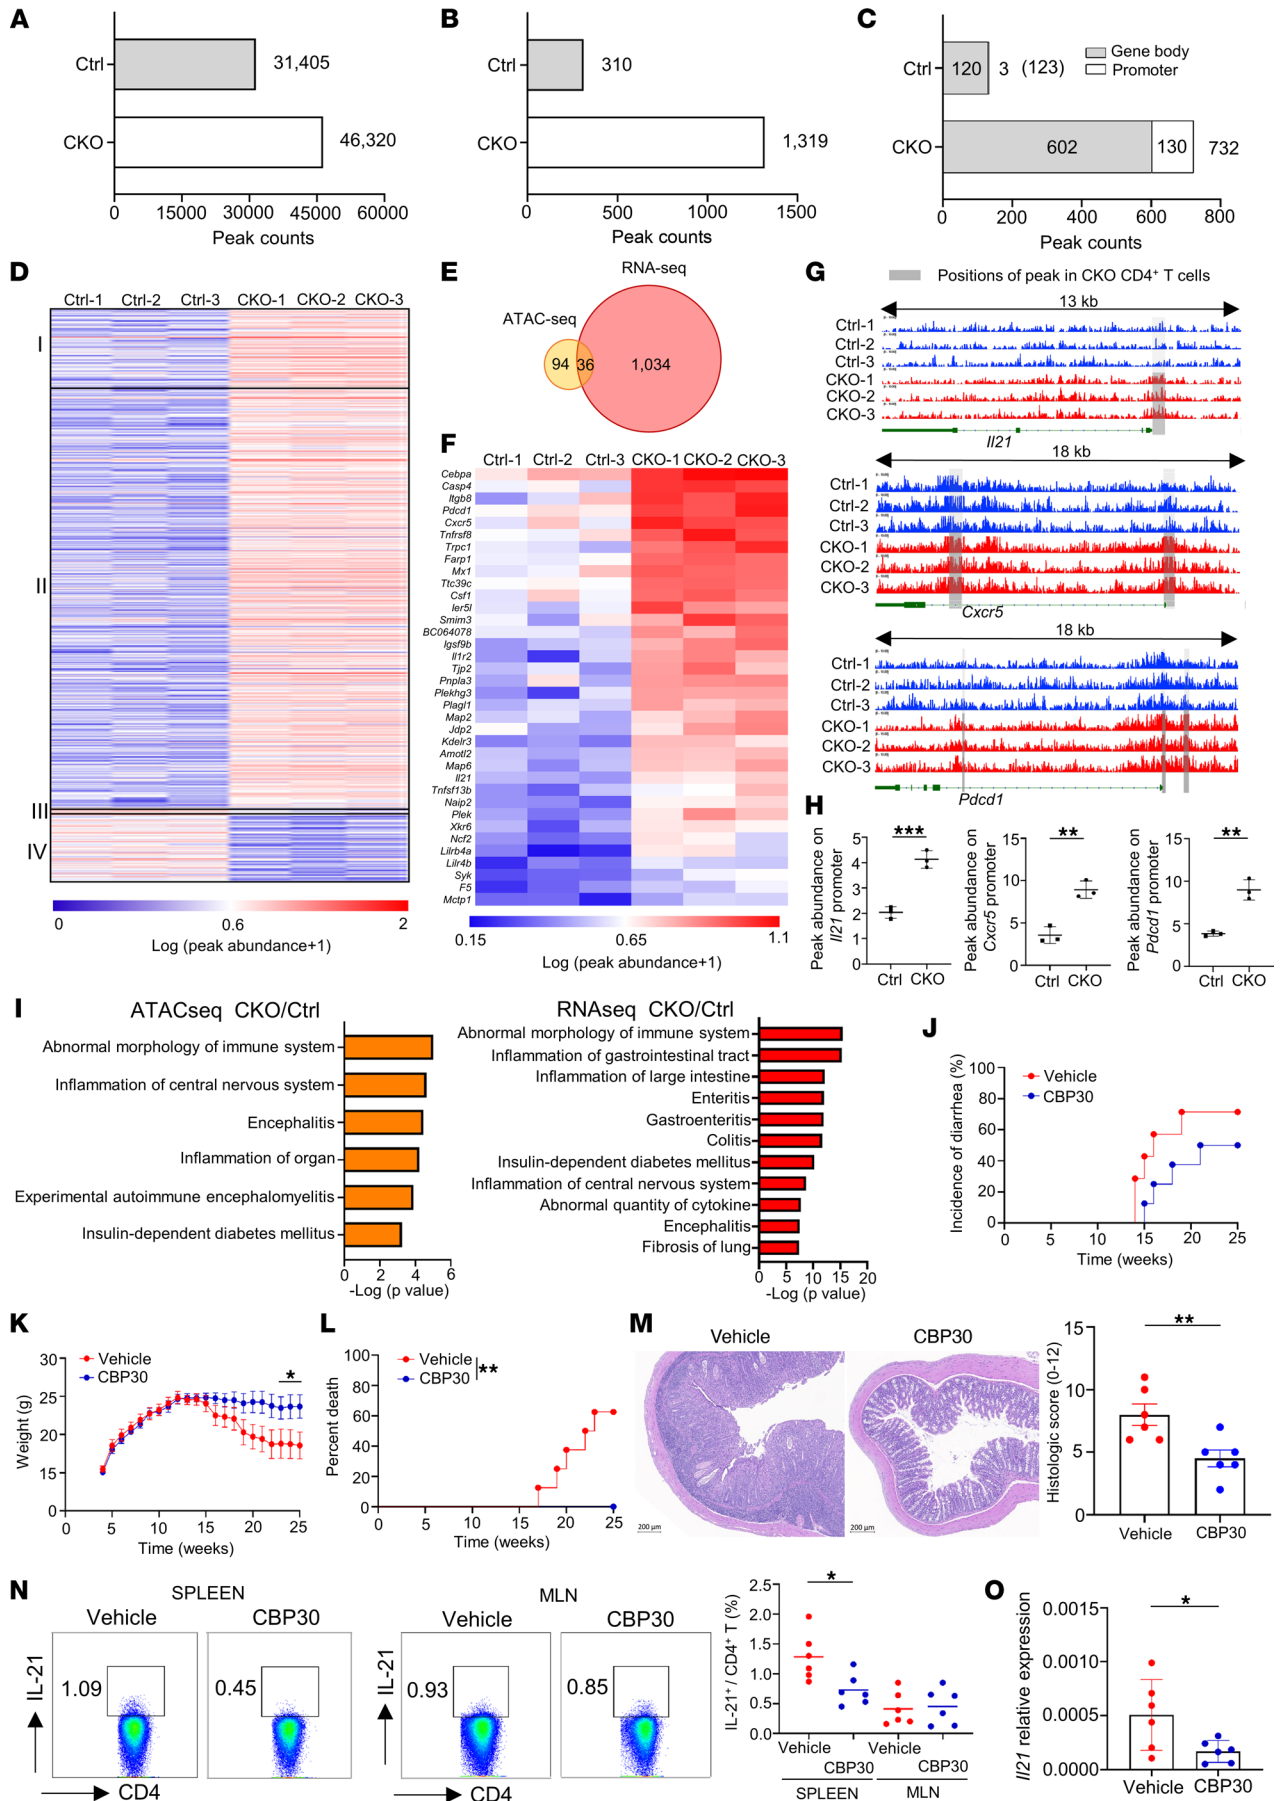 A
Ctrl
31,405
CKO
46,320
0 15000 30000 45000 60000
Peak counts
B
Ctrl
310
CKO
1,319
0 500 1000 1500
Peak counts
C
Ctrl
120 3 (123)
Gene body
Promoter
CKO
602 130 732
0 200 400 600 800
Peak counts
D
Ctrl-1 Ctrl-2 Ctrl-3 CKO-1 CKO-2 CKO-3
I
II
III
IV
0 0.6 2
Log (peak abundance+1)
E
RNA-seq
ATAC-seq
94 36 1,034
F
Ctrl-1 Ctrl-2 Ctrl-3 CKO-1 CKO-2 CKO-3
Cebpa
Casp4
Itgb8
Pdcd1
Cxcr5
Tnfrsf8
Trpc1
Farp1
Mx1
Ttc39c
Csf1
Ier5l
Smim3
BC064078
Igsf9b
Il1r2
Tjp2
Pnpla3
Plekhg3
Plagl1
Map2
Jdp2
Kdelr3
Amotl2
Map6
Il21
Tnfsf13b
Naip2
Plek
Xkr6
Ncf2
Lilrb4a
Lilr4b
Syk
F5
Mctp1
0.15 0.65 1.1
Log (peak abundance+1)
G
Positions of peak in CKO CD4+ T cells
13 kb
Ctrl-1
Ctrl-2
Ctrl-3
CKO-1
CKO-2
CKO-3
Il21
18 kb
Ctrl-1
Ctrl-2
Ctrl-3
CKO-1
CKO-2
CKO-3
Cxcr5
18 kb
Ctrl-1
Ctrl-2
Ctrl-3
CKO-1
CKO-2
CKO-3
Pdcd1
H
Peak abundance on
Il21 promoter
5
4
3
2
1
0
***
Ctrl CKO
Peak abundance on
Cxcr5 promoter
15
10
5
0
**
Ctrl CKO
Peak abundance on
Pdcd1 promoter
15
10
5
0
**
Ctrl CKO
I
ATACseq CKO/Ctrl
Abnormal morphology of immune system
Inflammation of central nervous system
Encephalitis
Inflammation of organ
Experimental autoimmune encephalomyelitis
Insulin-dependent diabetes mellitus
0 2 4 6
-Log (p value)
RNAseq CKO/Ctrl
Abnormal morphology of immune system
Inflammation of gastrointestinal tract
Inflammation of large intestine
Enteritis
Gastroenteritis
Colitis
Insulin-dependent diabetes mellitus
Inflammation of central nervous system
Abnormal quantity of cytokine
Encephalitis
Fibrosis of lung
0 5 10 15 20
-Log (p value)
J
Incidence of diarrhea (%)
100
80
60
40
20
0
Vehicle
CBP30
0 5 10 15 20 25
Time (weeks)
K
Weight (g)
30
25
20
15
0
Vehicle
CBP30
*
0 5 10 15 20 25
Time (weeks)
L
Percent death
100
80
60
40
20
0
Vehicle
CBP30
**
0 5 10 15 20 25
Time (weeks)
M
Vehicle
CBP30
200 µm
200 µm
Histologic score (0-12)
15
10
5
0
**
Vehicle CBP30
N
SPLEEN
Vehicle CBP30
IL-21
1.09
0.45
CD4
MLN
Vehicle CBP30
IL-21
0.93
0.85
CD4
IL-21+ / CD4+ T (%)
2.5
2.0
1.5
1.0
0.5
0.0
*
Vehicle Vehicle
CBP30 CBP30
SPLEEN MLN
O
Il21 relative expression
0.0015
0.0010
0.0005
0.0000
*
Vehicle CBP30